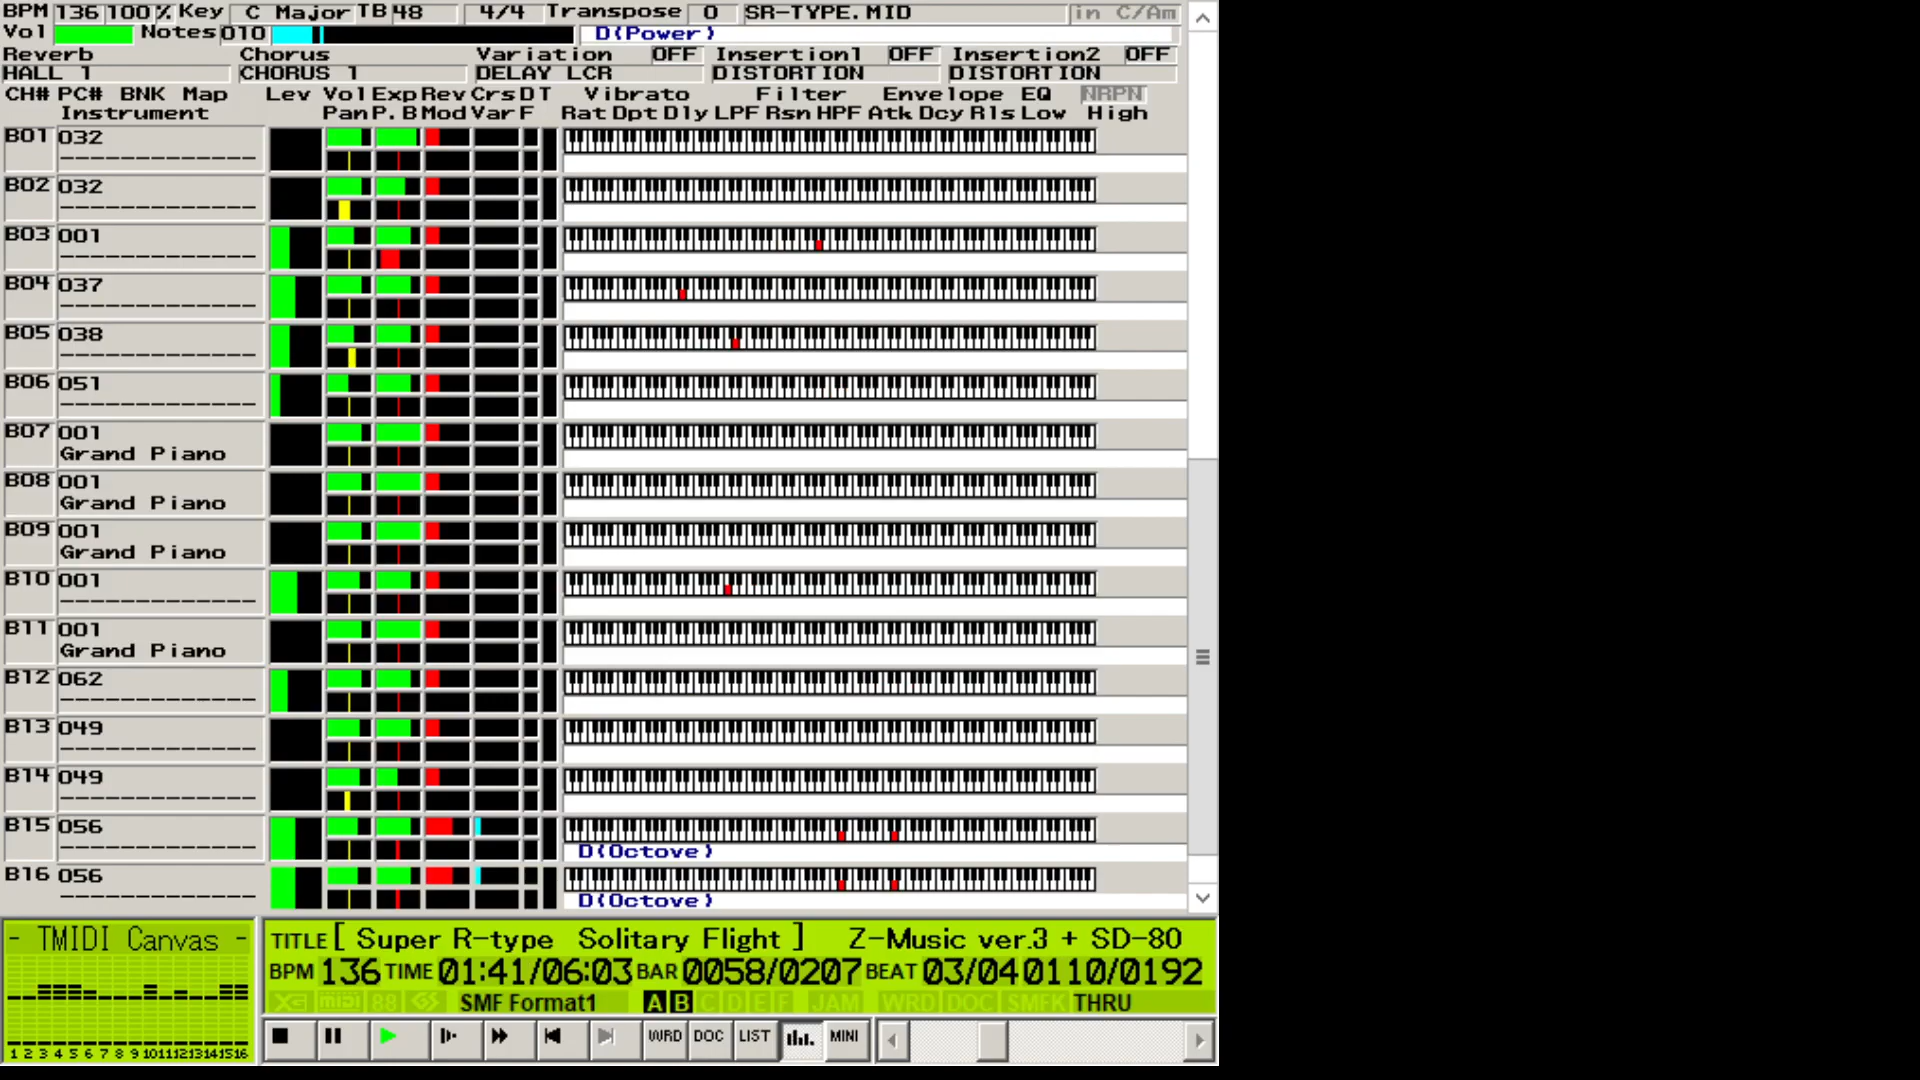 BPM 136 100% Key C Major TB 48 4/4 Transpose 0 SR-TYPE.MID in C/Am
Vol Notes 010 D(Power)
Reverb Chorus Variation OFF Insertion1 OFF Insertion2 OFF
HALL 1 CHORUS 1 DELAY LCR DISTORTION DISTORTION
CH# PC# BNK Map Lev Vol Exp Rev Crs D T Vibrato Filter Envelope EQ NRPN
Instrument Pan P.B Mod Var F Rat Dpt Dly LPF Rsn HPF Atk Dcy Rls Low High
B01 032
-------------
B02 032
-------------
B03 001
-------------
B04 037
-------------
B05 038
-------------
B06 051
-------------
B07 001
Grand Piano
B08 001
Grand Piano
B09 001
Grand Piano
B10 001
-------------
B11 001
Grand Piano
B12 062
-------------
B13 049
-------------
B14 049
-------------
B15 056
D(Octove)
B16 056
------------- D(Octove)
- TMIDI Canvas - TITLE [ Super R-type Solitary Flight ] Z-Music ver.3 + SD-80
BPM 136 TIME 01:41/06:03 BAR 0058/0207 BEAT 03/04 0110/0192
XG midi 88 GS SMF Format1 A B C D E F JAM WRD DOC SMFK THRU
WRD DOC LIST MINI
1 2 3 4 5 6 7 8 9 10 11 12 13 14 15 16